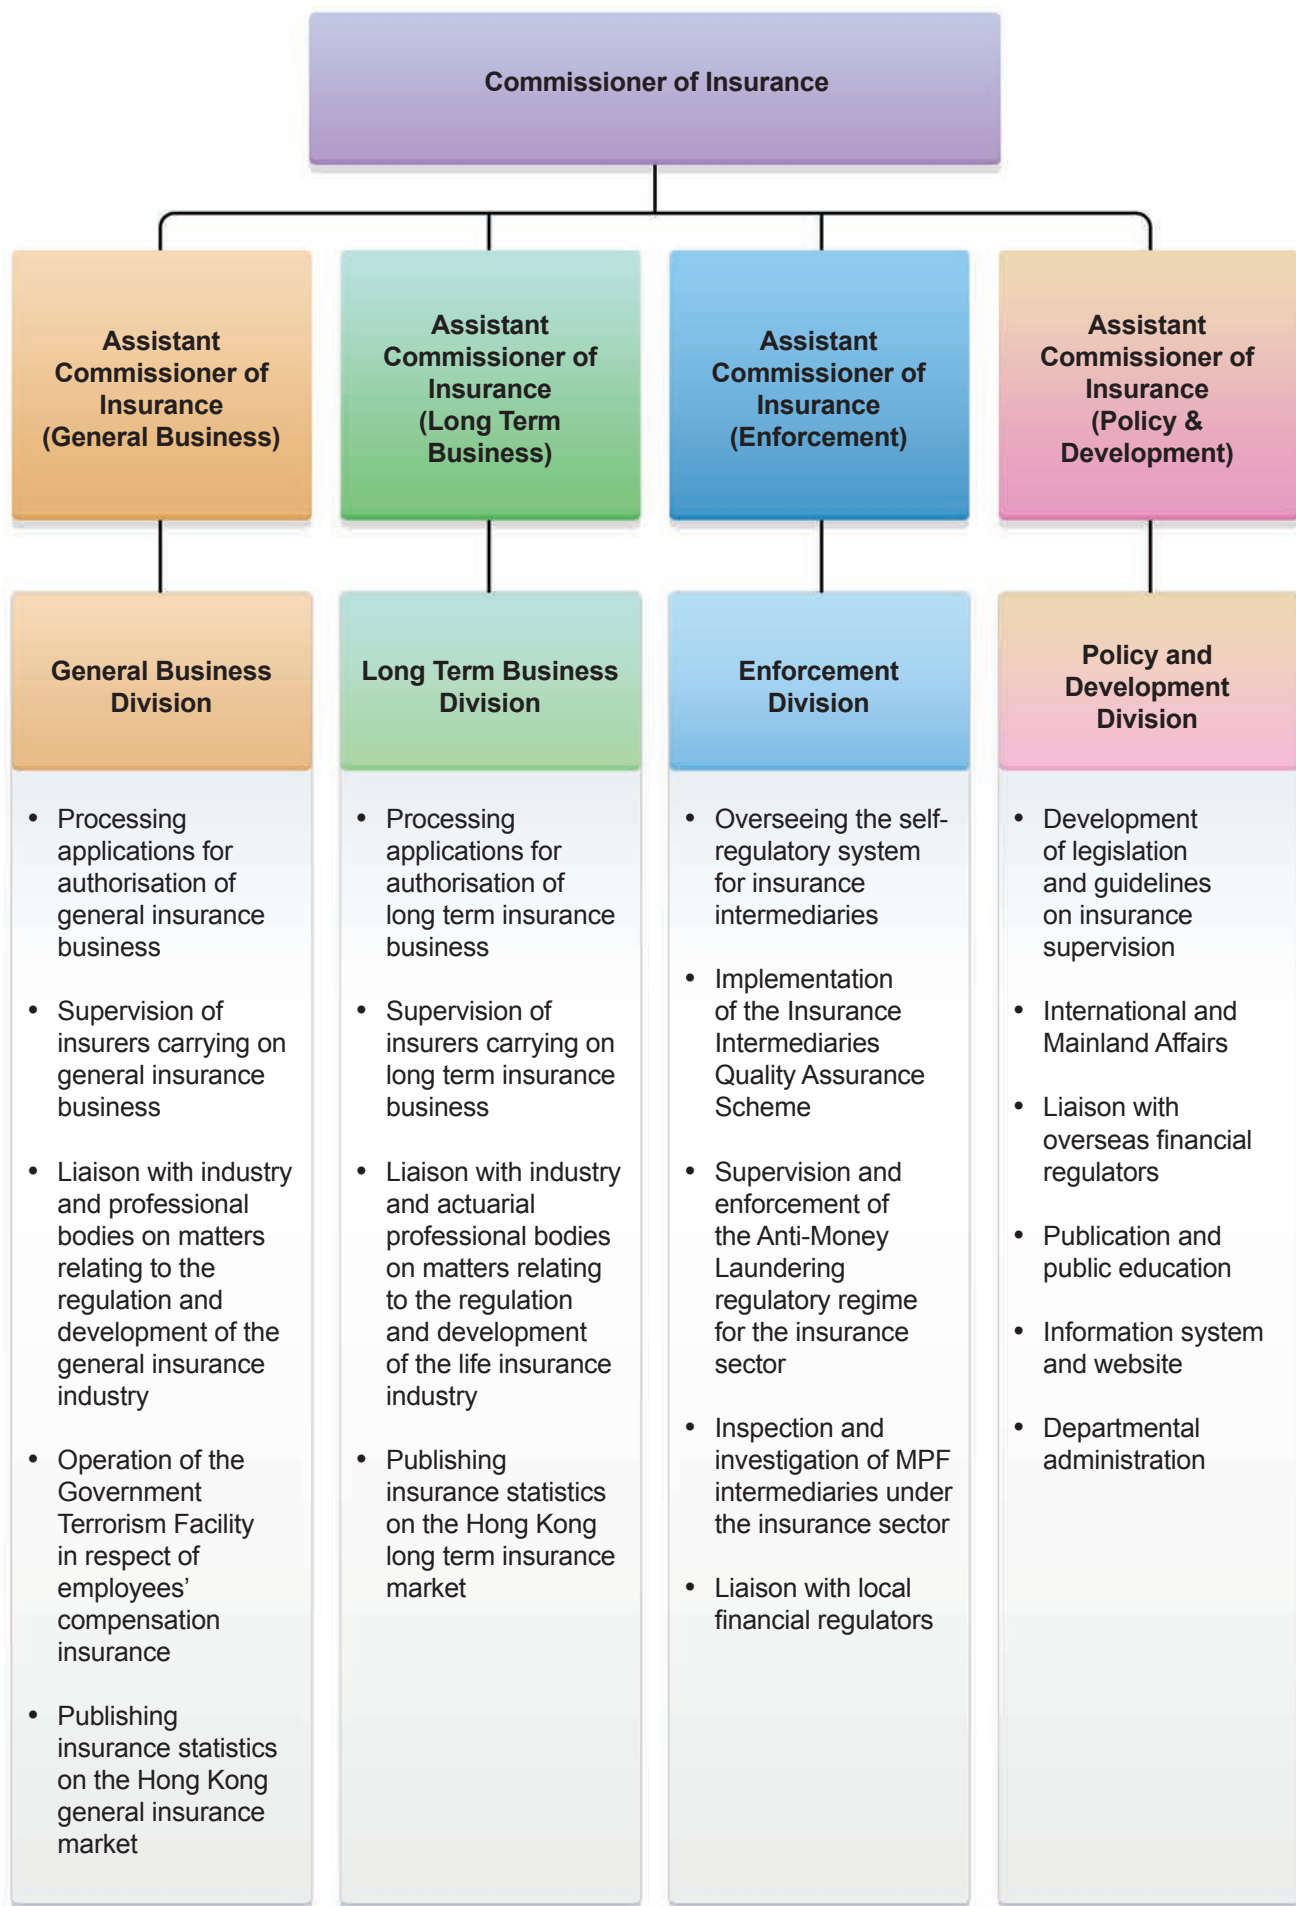 Commissioner of Insurance
Assistant
Commissioner of
Insurance
(General Business)
Assistant
Commissioner of
Insurance
(Long Term
Business)
Assistant
Commissioner of
Insurance
(Enforcement)
Assistant
Commissioner of
Insurance
(Policy &
Development)
General Business
Division
• Processing
applications for
authorisation of
general insurance
business
• Supervision of
insurers carrying on
general insurance
business
• Liaison with industry
and professional
bodies on matters
relating to the
regulation and
development of the
general insurance
industry
• Operation of the
Government
Terrorism Facility
in respect of
employees’
compensation
insurance
• Publishing
insurance statistics
on the Hong Kong
general insurance
market
Long Term Business
Division
• Processing
applications for
authorisation of
long term insurance
business
• Supervision of
insurers carrying on
long term insurance
business
• Liaison with industry
and actuarial
professional bodies
on matters relating
to the regulation
and development
of the life insurance
industry
• Publishing
insurance statistics
on the Hong Kong
long term insurance
market
Enforcement
Division
• Overseeing the self-
regulatory system
for insurance
intermediaries
• Implementation
of the Insurance
Intermediaries
Quality Assurance
Scheme
• Supervision and
enforcement of
the Anti-Money
Laundering
regulatory regime
for the insurance
sector
• Inspection and
investigation of MPF
intermediaries under
the insurance sector
• Liaison with local
financial regulators
Policy and
Development
Division
• Development
of legislation
and guidelines
on insurance
supervision
• International and
Mainland Affairs
• Liaison with
overseas financial
regulators
• Publication and
public education
• Information system
and website
• Departmental
administration